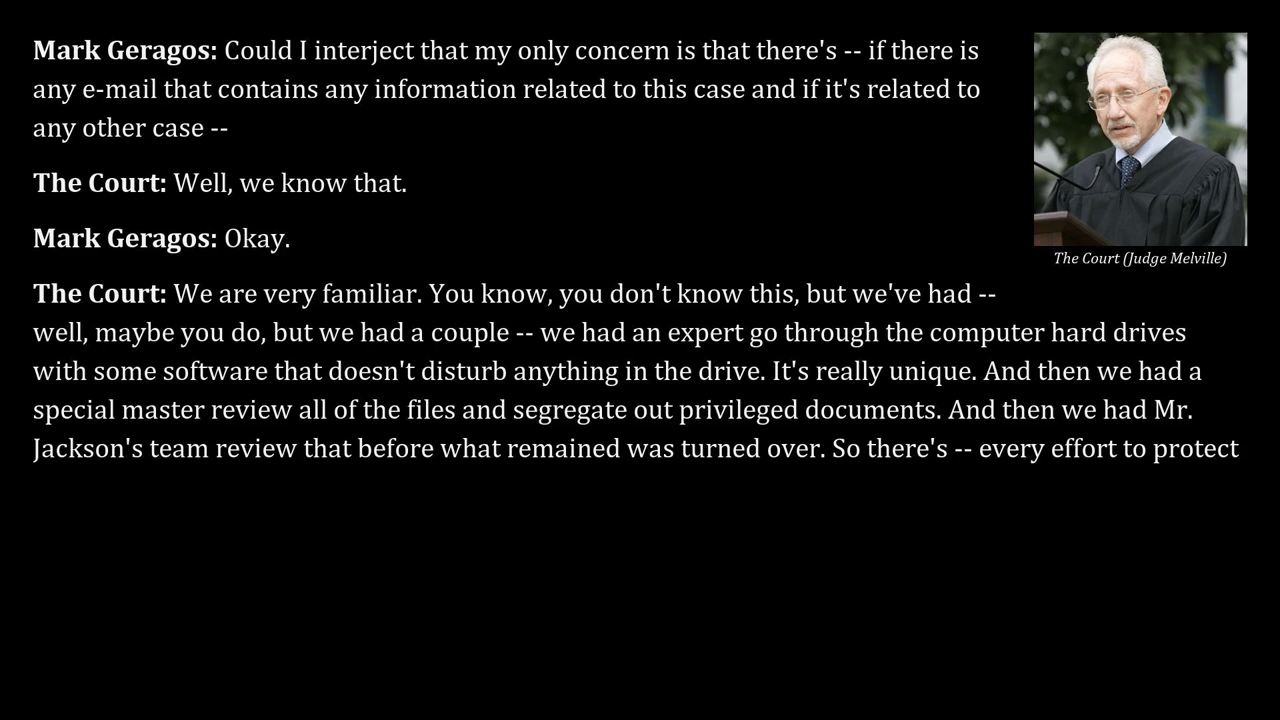 Mark Geragos: Could I interject that my only concern is that there's -- if there is
any e-mail that contains any information related to this case and if it's related to
any other case --
The Court: Well, we know that.
Mark Geragos: Okay.
The Court (Judge Melville)
The Court: We are very familiar. You know, you don't know this, but we've had --
well, maybe you do, but we had a couple -- we had an expert go through the computer hard drives
with some software that doesn't disturb anything in the drive. It's really unique. And then we had a
special master review all of the files and segregate out privileged documents. And then we had Mr.
Jackson's team review that before what remained was turned over. So there's -- every effort to protect